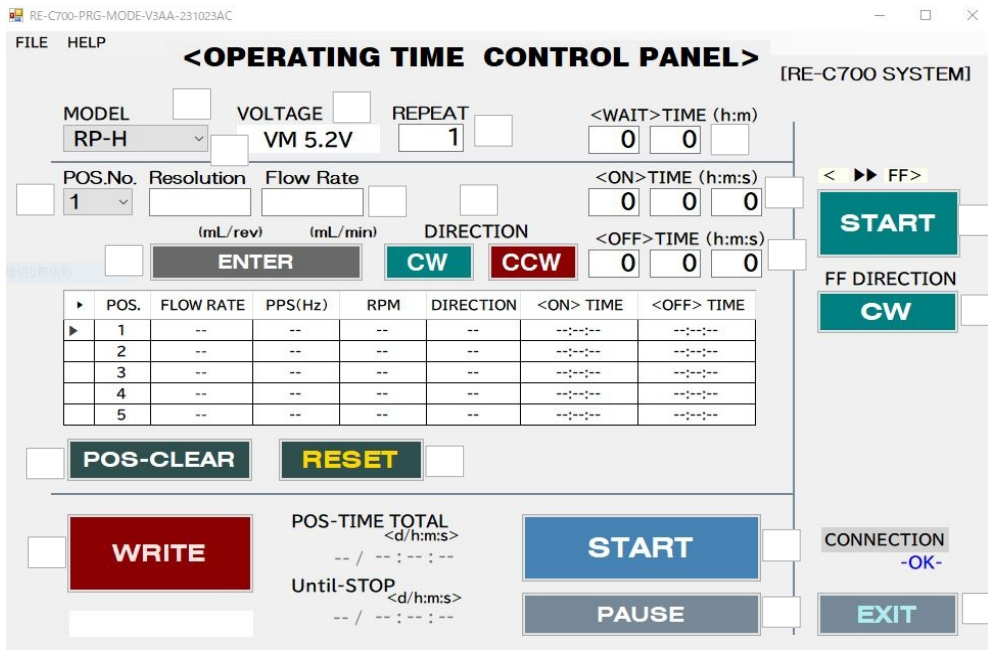 RE-C700-PRG-MODE-V3AA-231023AC
FILE HELP
<OPERATING TIME CONTROL PANEL>
[RE-C700 SYSTEM]
MODEL VOLTAGE REPEAT <WAIT>TIME (h:m)
RP-H VM 5.2V 1 0 0
POS.No. Resolution Flow Rate <ON>TIME (h:m:s)
1 0 0 0
(mL/rev) (mL/min) DIRECTION <OFF>TIME (h:m:s)
ENTER CW CCW 0 0 0
< ▶▶ FF>
START
FF DIRECTION
CW
▸ POS. FLOW RATE PPS(Hz) RPM DIRECTION <ON> TIME <OFF> TIME
▶ 1 -- -- -- -- --:--:-- --:--:--
2 -- -- -- -- --:--:-- --:--:--
3 -- -- -- -- --:--:-- --:--:--
4 -- -- -- -- --:--:-- --:--:--
5 -- -- -- -- --:--:-- --:--:--
POS-CLEAR RESET
WRITE
POS-TIME TOTAL
<d/h:m:s>
-- / -- : -- : --
Until-STOP
<d/h:m:s>
-- / -- : -- : --
START
PAUSE
CONNECTION
-OK-
EXIT